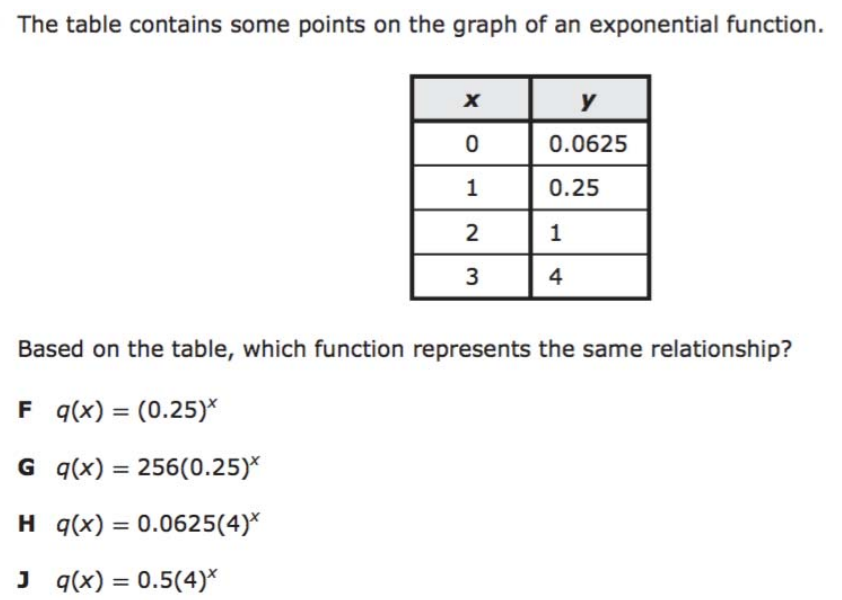 The table contains some points on the graph of an exponential function.
x y
0 0.0625
1 0.25
2 1
3 4
Based on the table, which function represents the same relationship?
F q(x) = (0.25)ˣ
G q(x) = 256(0.25)ˣ
H q(x) = 0.0625(4)ˣ
J q(x) = 0.5(4)ˣ